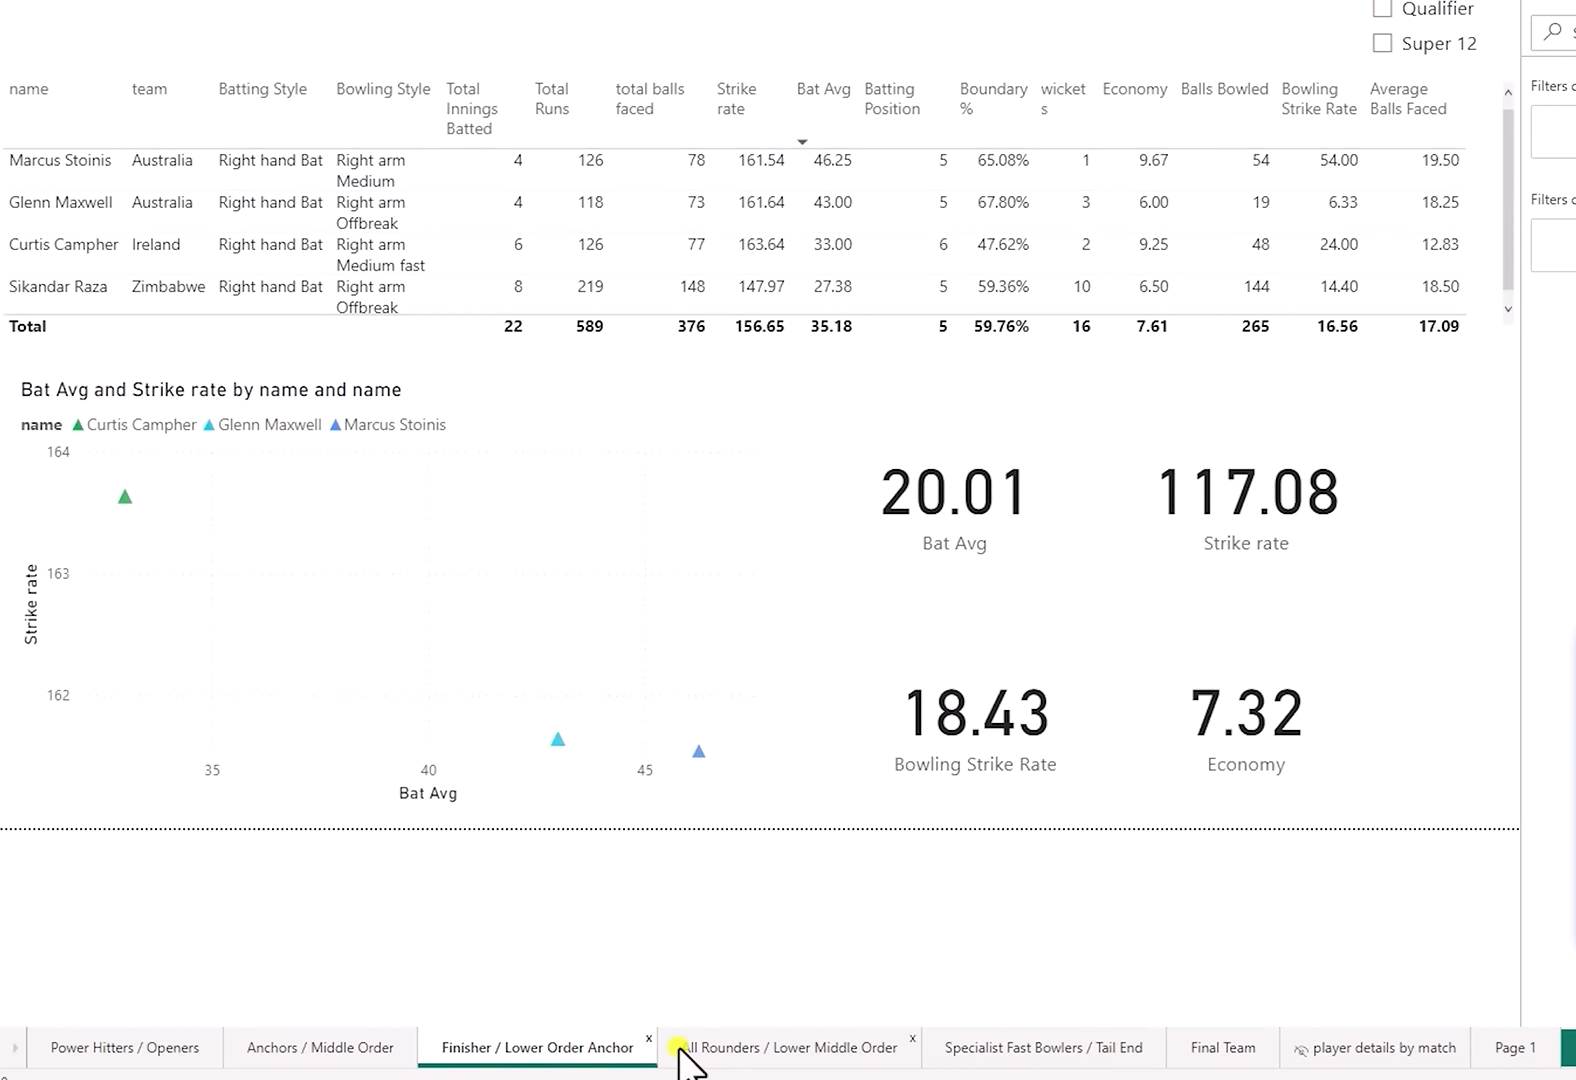 Qualifier
Super 12
Filters
Filters
name team Batting Style Bowling Style Total Innings Batted Total Runs total balls faced Strike rate Bat Avg Batting Position Boundary % wickets Economy Balls Bowled Bowling Strike Rate Average Balls Faced
Marcus Stoinis Australia Right hand Bat Right arm Medium 4 126 78 161.54 46.25 5 65.08% 1 9.67 54 54.00 19.50
Glenn Maxwell Australia Right hand Bat Right arm Offbreak 4 118 73 161.64 43.00 5 67.80% 3 6.00 19 6.33 18.25
Curtis Campher Ireland Right hand Bat Right arm Medium fast 6 126 77 163.64 33.00 6 47.62% 2 9.25 48 24.00 12.83
Sikandar Raza Zimbabwe Right hand Bat Right arm Offbreak 8 219 148 147.97 27.38 5 59.36% 10 6.50 144 14.40 18.50
Total 22 589 376 156.65 35.18 5 59.76% 16 7.61 265 16.56 17.09
Bat Avg and Strike rate by name and name
name Curtis Campher Glenn Maxwell Marcus Stoinis
164
163
162
Strike rate
35 40 45
Bat Avg
20.01
Bat Avg
117.08
Strike rate
18.43
Bowling Strike Rate
7.32
Economy
Power Hitters / Openers Anchors / Middle Order Finisher / Lower Order Anchor x Rounders / Lower Middle Order x Specialist Fast Bowlers / Tail End Final Team player details by match Page 1